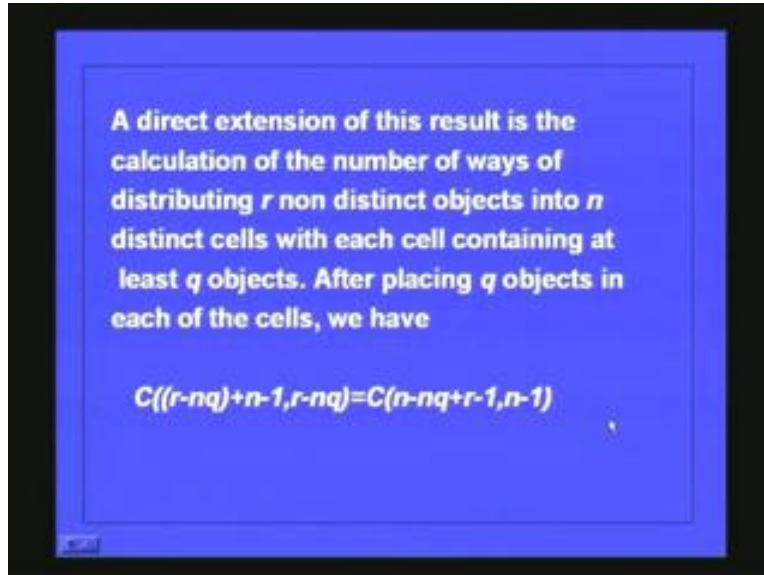 A direct extension of this result is the
calculation of the number of ways of
distributing r non distinct objects into n
distinct cells with each cell containing at
least q objects. After placing q objects in
each of the cells, we have
C((r-nq)+n-1,r-nq)=C(n-nq+r-1,n-1)